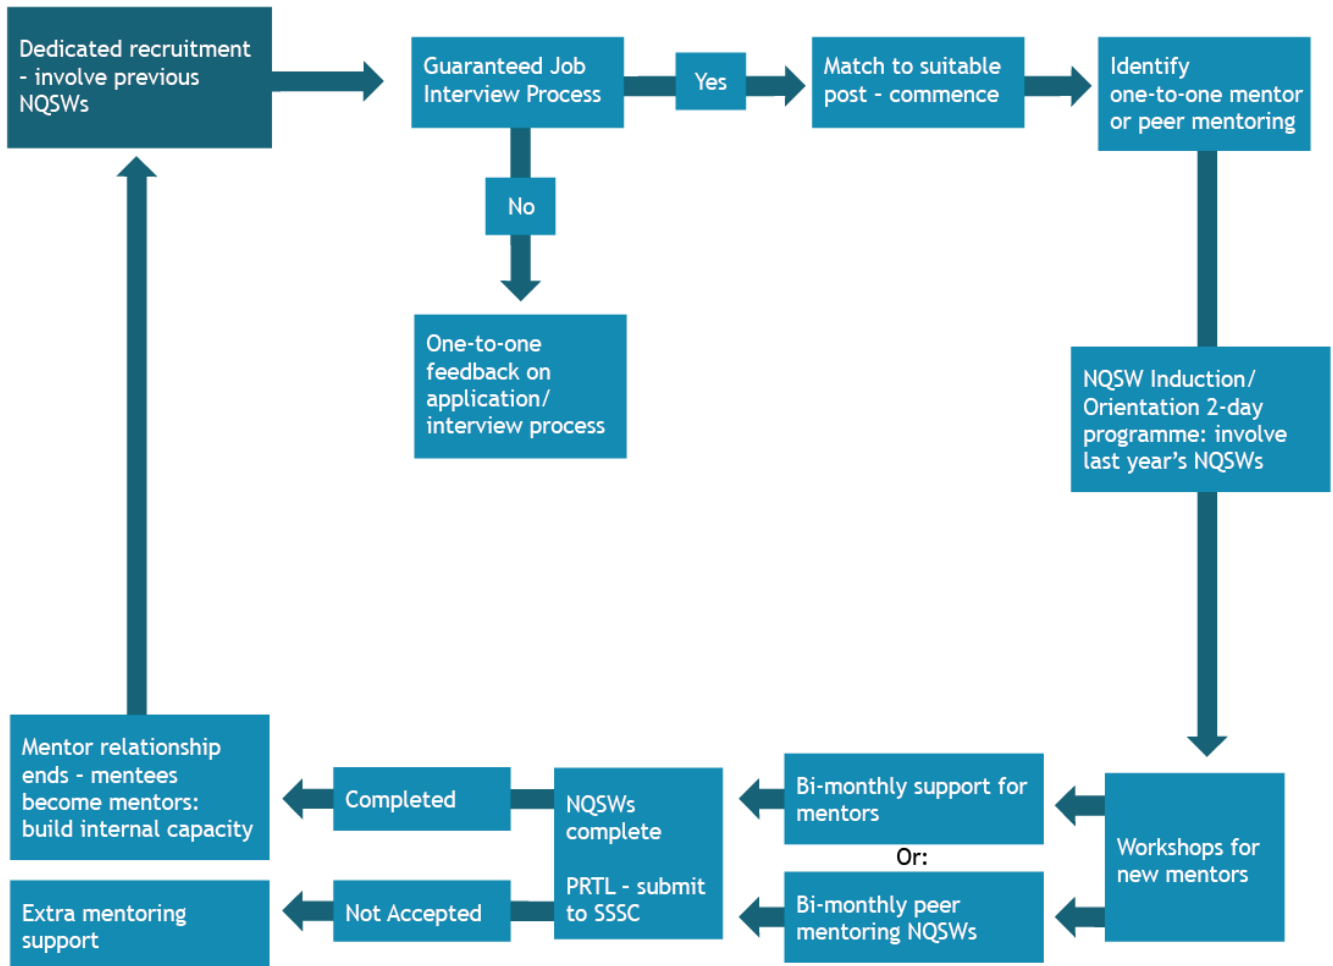 Dedicated recruitment
– involve previous
NQSWs
Guaranteed Job
Interview Process
Yes
Match to suitable
post – commence
Identify
one-to-one mentor
or peer mentoring
No
One-to-one
feedback on
application/
interview process
NQSW Induction/
Orientation 2-day
programme: involve
last year’s NQSWs
Workshops for
new mentors
Bi-monthly support for
mentors
Or:
Bi-monthly peer
mentoring NQSWs
NQSWs
complete
PRTL – submit
to SSSC
Completed
Not Accepted
Mentor relationship
ends – mentees
become mentors:
build internal capacity
Extra mentoring
support